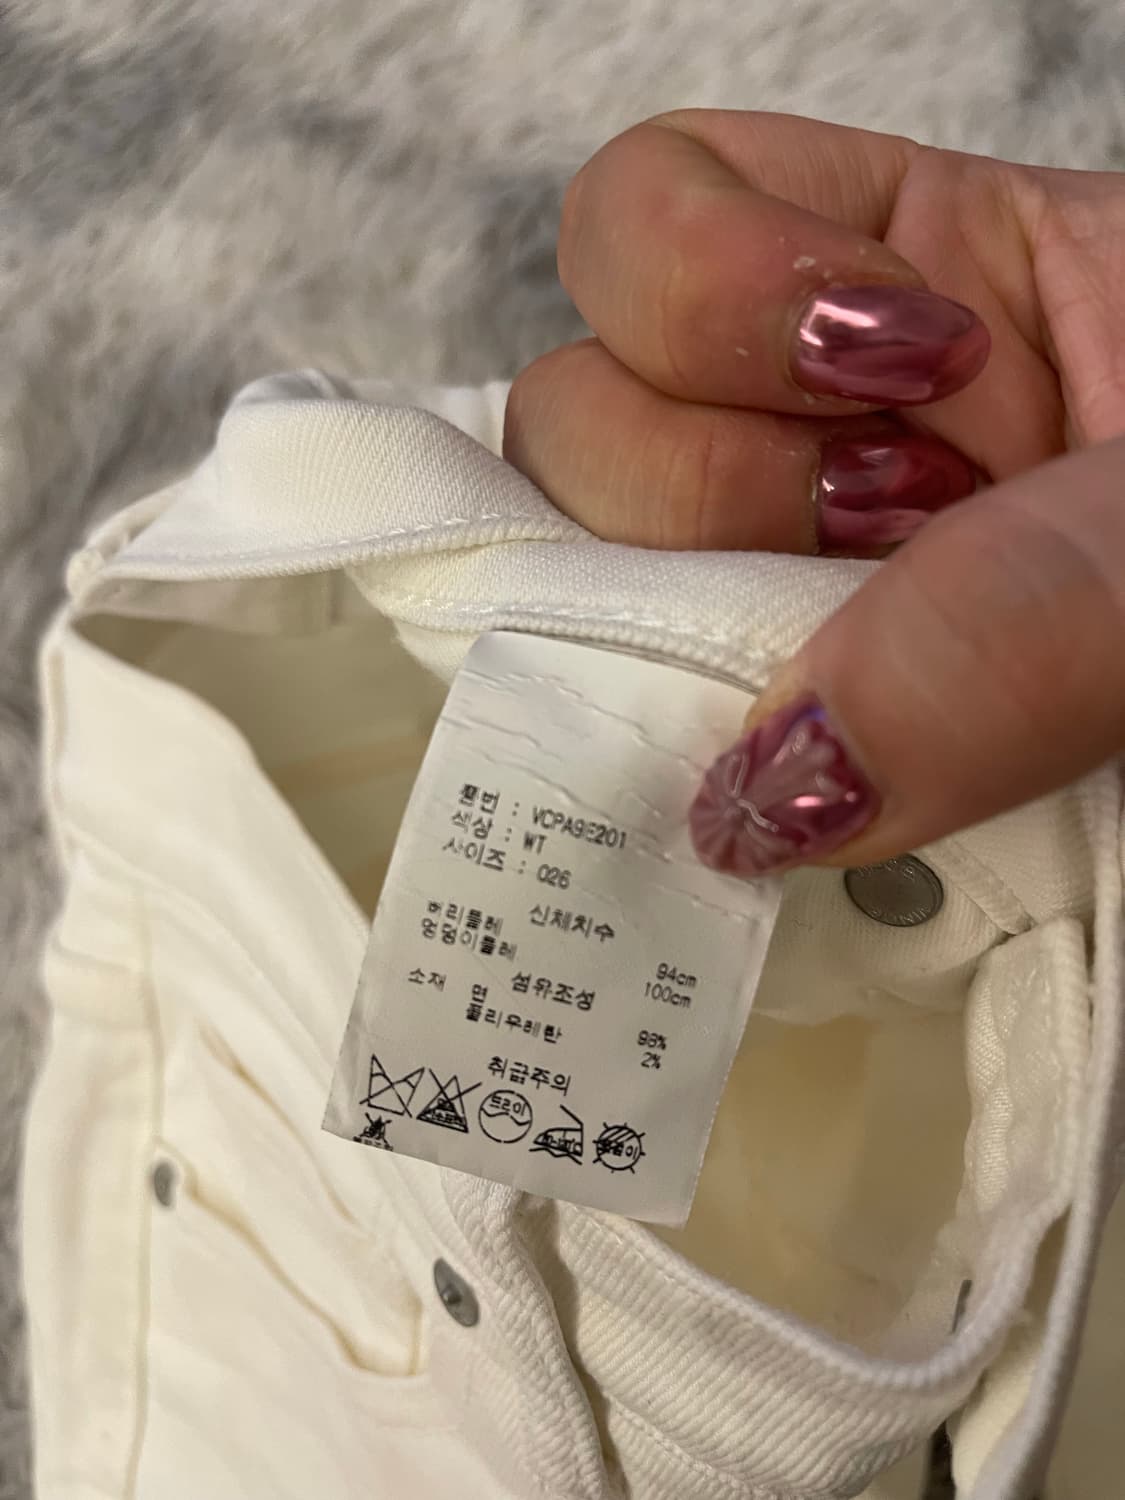 품번 : VCPA9E201
색상 : WT
사이즈 : 026
신체치수
허리둘레 94cm
엉덩이둘레 100cm
섬유조성
소재 면 98%
폴리우레탄 2%
취급주의
드라이